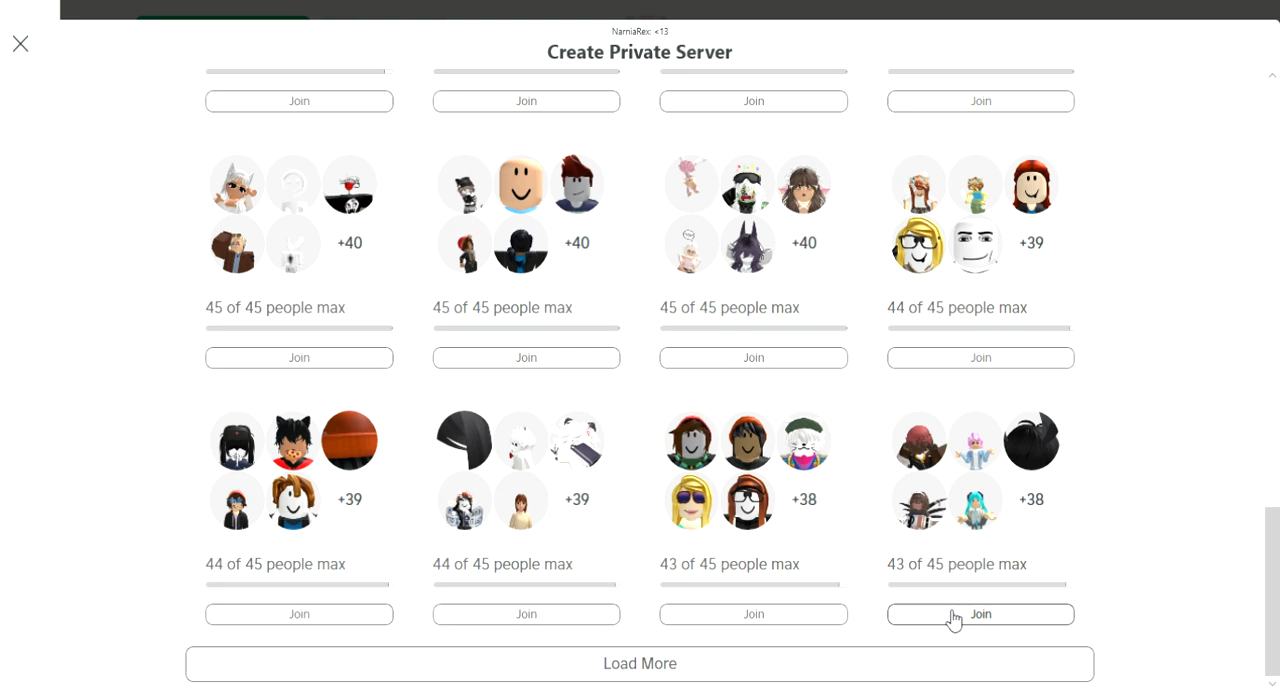 NarniaRex: <13
Create Private Server
Join Join Join Join
+40 +40 +40 +39
45 of 45 people max 45 of 45 people max 45 of 45 people max 44 of 45 people max
Join Join Join Join
+39 +39 +38 +38
44 of 45 people max 44 of 45 people max 43 of 45 people max 43 of 45 people max
Join Join Join Join
Load More